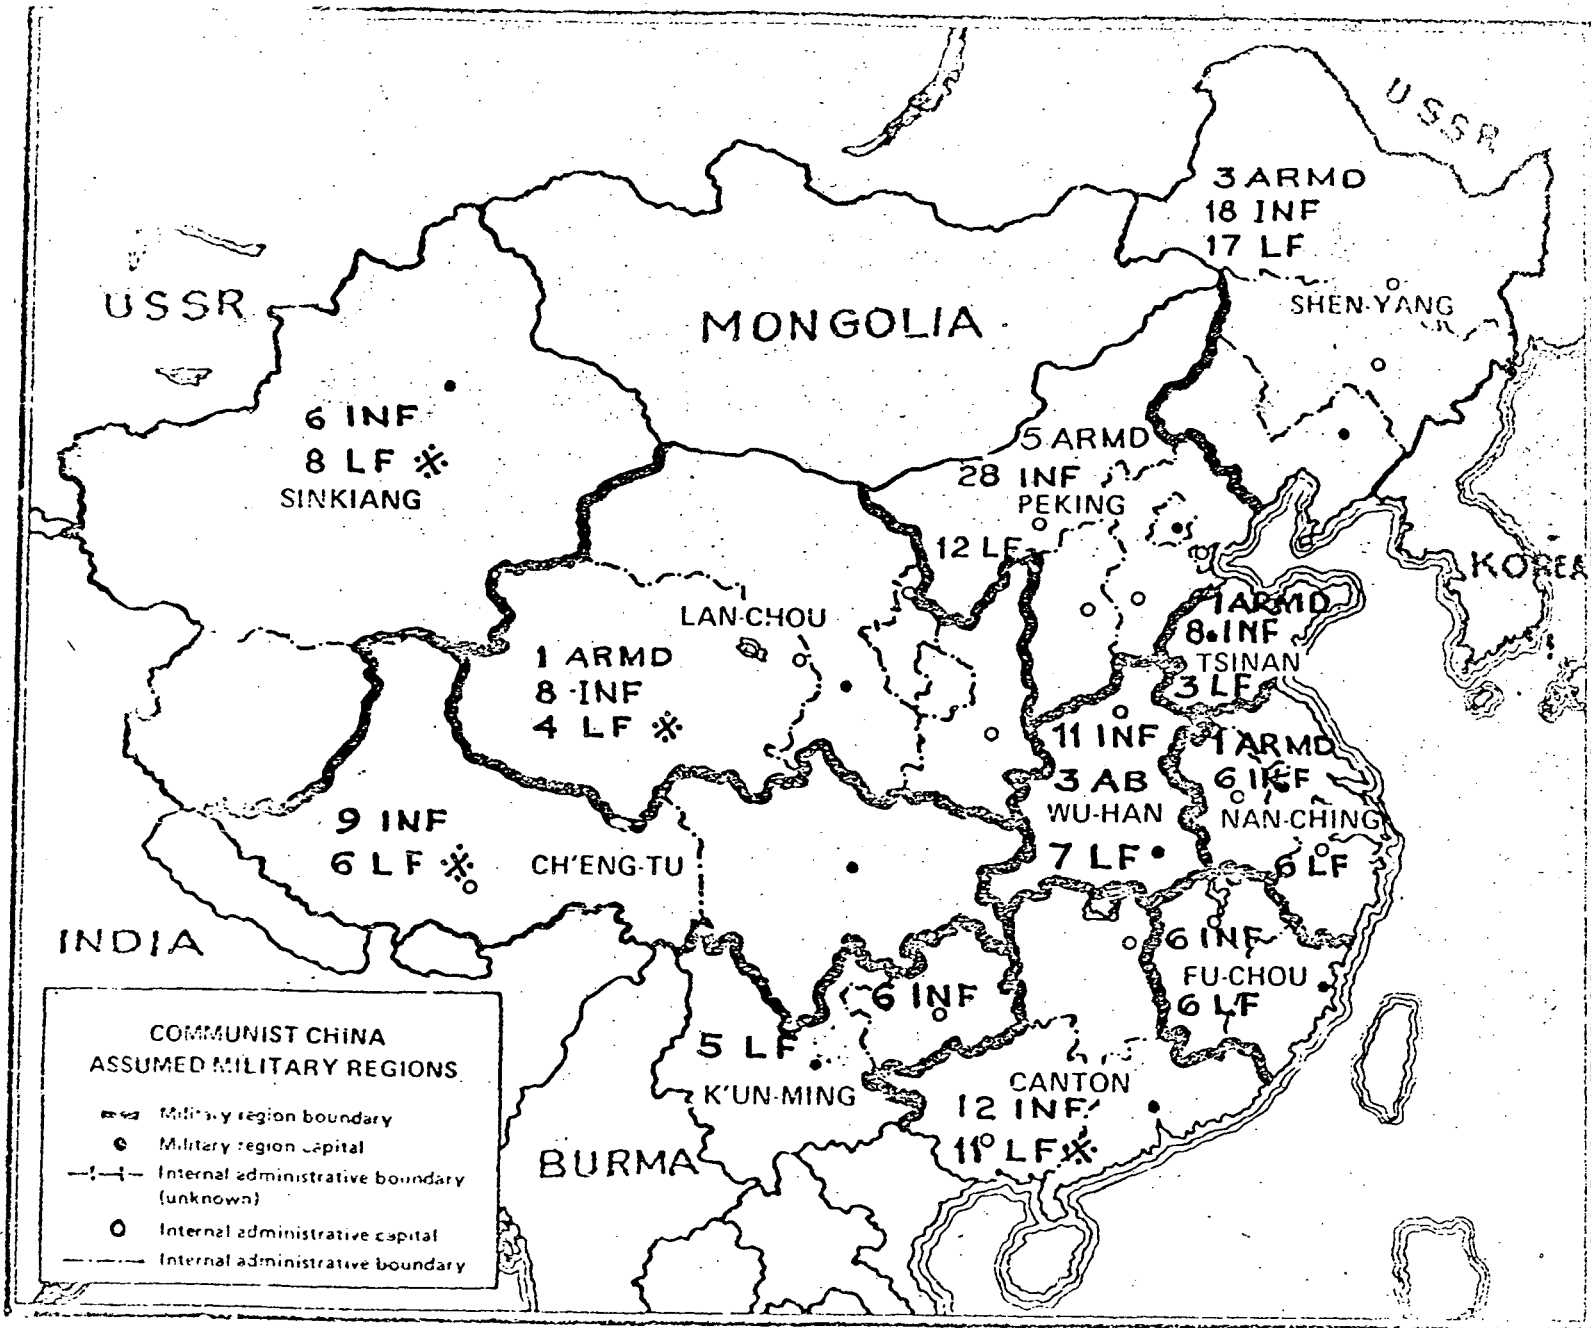 USSR
3 ARMD
18 INF
17 LF
SHEN-YANG
USSR
MONGOLIA
6 INF
8 LF ※
SINKIANG
5 ARMD
28 INF
PEKING
12 LF
KOREA
LAN-CHOU
1 ARMD
8 INF
4 LF ※
1 ARMD
8 INF
TSINAN
3 LF
11 INF
3 AB
WU-HAN
7 LF
1 ARMD
6 INF
NAN-CHING
6 LF
9 INF
6 LF ※
CH'ENG-TU
INDIA
6 INF
FU-CHOU
6 LF
6 INF
5 LF
K'UN-MING
CANTON
12 INF
11 LF ※
BURMA
COMMUNIST CHINA
ASSUMED MILITARY REGIONS
Military region boundary
Military region capital
Internal administrative boundary
(unknown)
Internal administrative capital
Internal administrative boundary